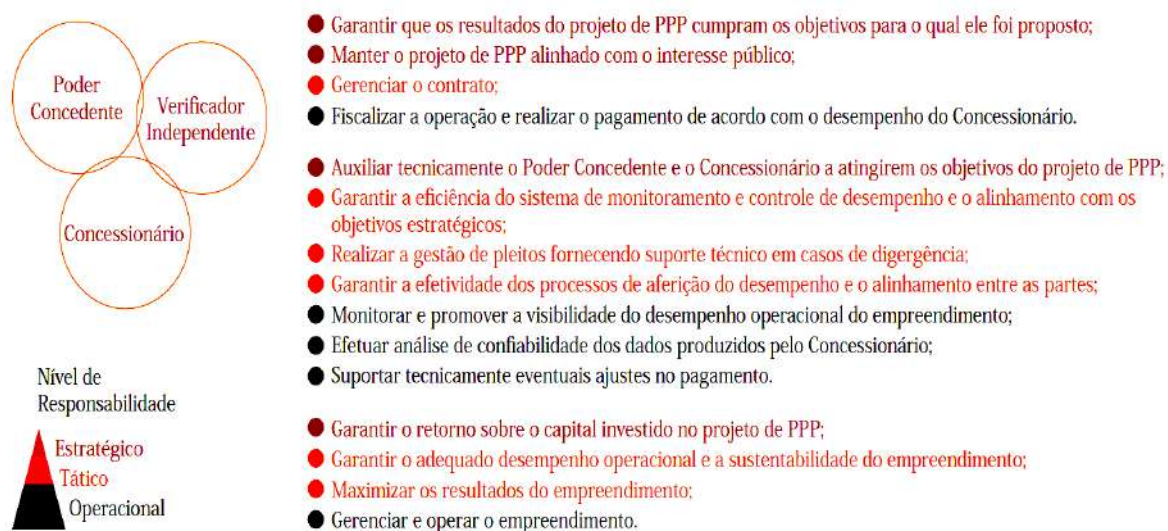 Poder
Concedente
Verificador
Independente
Concessionário
Nível de
Responsabilidade
Estratégico
Tático
Operacional
Garantir que os resultados do projeto de PPP cumpram os objetivos para o qual ele foi proposto;
Manter o projeto de PPP alinhado com o interesse público;
Gerenciar o contrato;
Fiscalizar a operação e realizar o pagamento de acordo com o desempenho do Concessionário.
Auxiliar tecnicamente o Poder Concedente e o Concessionário a atingirem os objetivos do projeto de PPP;
Garantir a eficiência do sistema de monitoramento e controle de desempenho e o alinhamento com os
objetivos estratégicos;
Realizar a gestão de pleitos fornecendo suporte técnico em casos de digergência;
Garantir a efetividade dos processos de aferição do desempenho e o alinhamento entre as partes;
Monitorar e promover a visibilidade do desempenho operacional do empreendimento;
Efetuar análise de confiabilidade dos dados produzidos pelo Concessionário;
Suportar tecnicamente eventuais ajustes no pagamento.
Garantir o retorno sobre o capital investido no projeto de PPP;
Garantir o adequado desempenho operacional e a sustentabilidade do empreendimento;
Maximizar os resultados do empreendimento;
Gerenciar e operar o empreendimento.